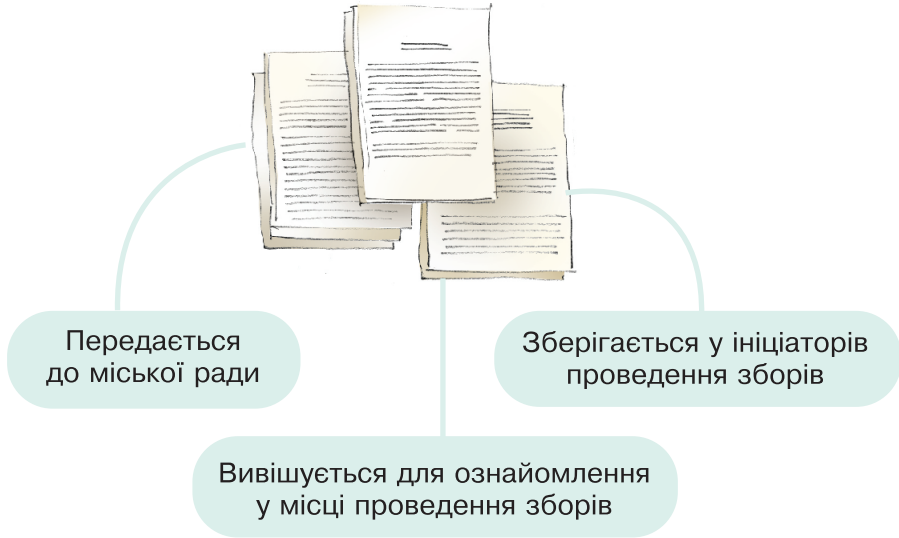 Передається
до міської ради
Зберігається у ініціаторів
проведення зборів
Вивішується для ознайомлення
у місці проведення зборів